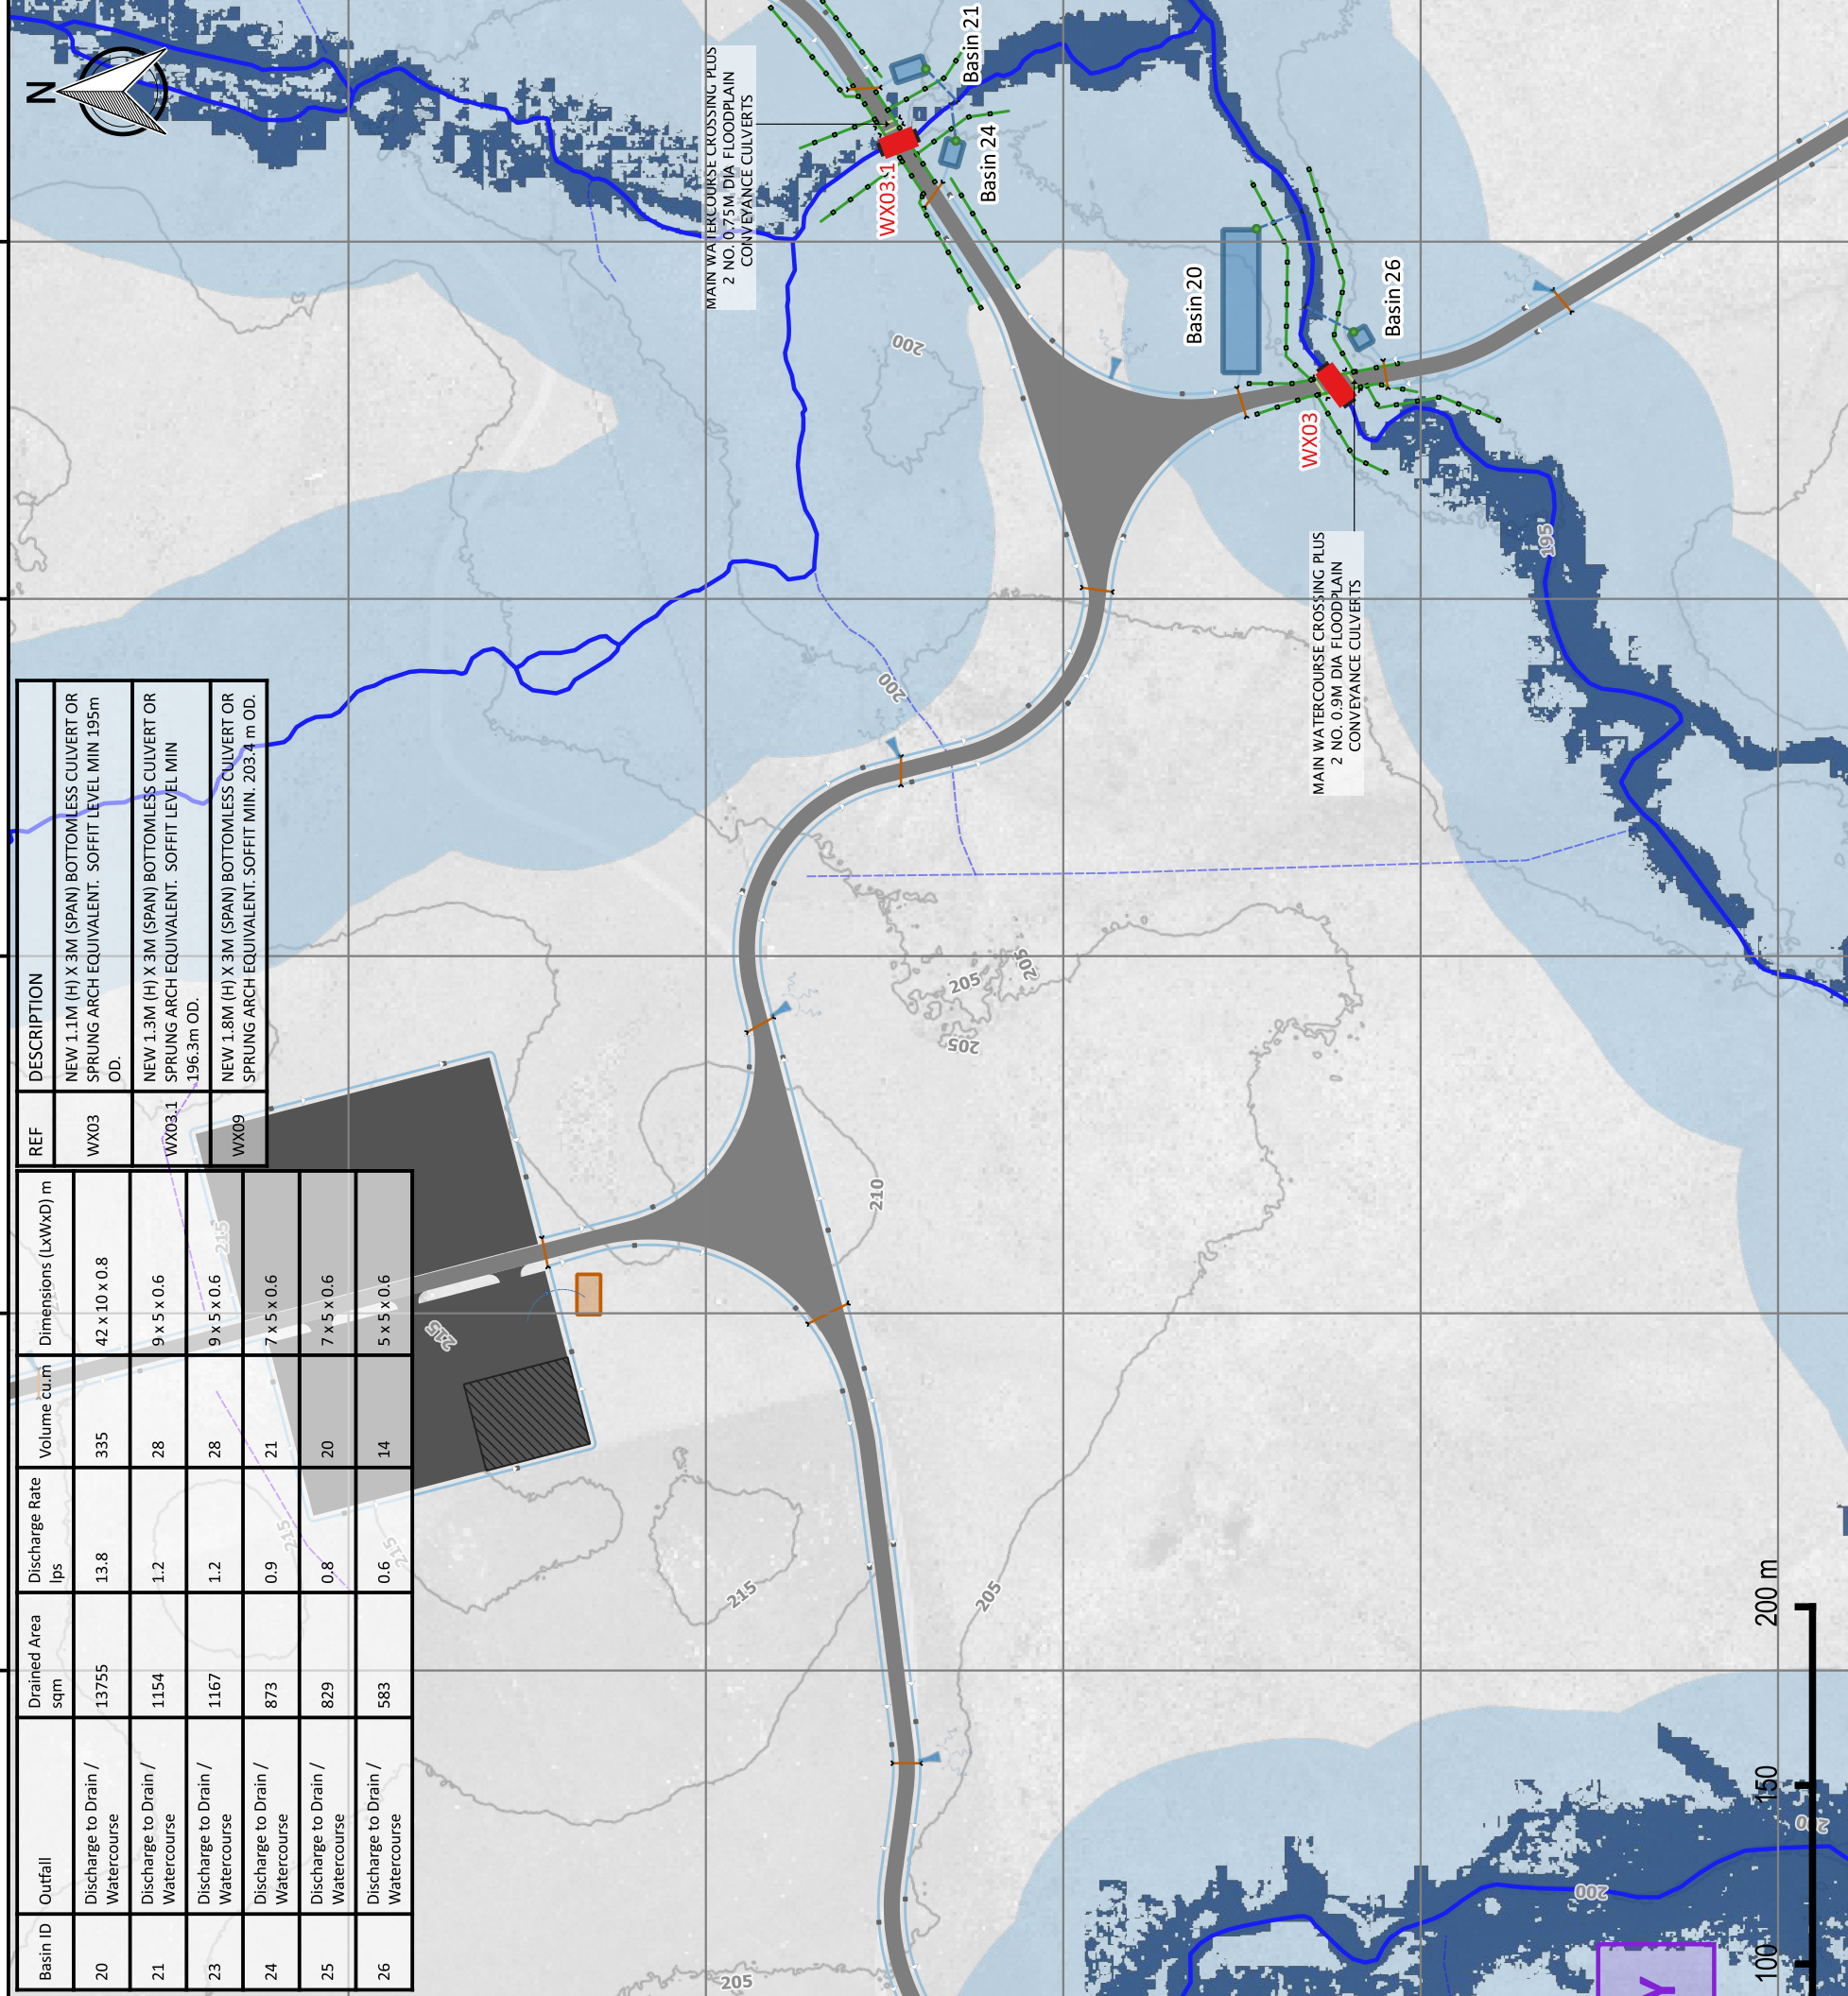 N
Basin ID Outfall Drained Area sqm Discharge Rate lps Volume cu.m Dimensions (LxWxD) m
20 Discharge to Drain / Watercourse 13755 13.8 335 42 x 10 x 0.8
21 Discharge to Drain / Watercourse 1154 1.2 28 9 x 5 x 0.6
23 Discharge to Drain / Watercourse 1167 1.2 28 9 x 5 x 0.6
24 Discharge to Drain / Watercourse 873 0.9 21 7 x 5 x 0.6
25 Discharge to Drain / Watercourse 829 0.8 20 7 x 5 x 0.6
26 Discharge to Drain / Watercourse 583 0.6 14 5 x 5 x 0.6
REF DESCRIPTION
WX03 NEW 1.1M (H) X 3M (SPAN) BOTTOMLESS CULVERT OR
SPRUNG ARCH EQUIVALENT. SOFFIT LEVEL MIN 195m
OD.
WX03.1 NEW 1.3M (H) X 3M (SPAN) BOTTOMLESS CULVERT OR
SPRUNG ARCH EQUIVALENT. SOFFIT LEVEL MIN
196.3m OD.
WX09 NEW 1.8M (H) X 3M (SPAN) BOTTOMLESS CULVERT OR
SPRUNG ARCH EQUIVALENT. SOFFIT MIN. 203.4 m OD.
MAIN WATERCOURSE CROSSING PLUS
2 NO. 0.75M DIA FLOODPLAIN
CONVEYANCE CULVERTS
WX03.1
Basin 21
Basin 24
Basin 20
Basin 26
WX03
MAIN WATERCOURSE CROSSING PLUS
2 NO. 0.9M DIA FLOODPLAIN
CONVEYANCE CULVERTS
215
215
215
215
215
210
205
205
205
205
205
200
200
200
200
195
100
150
200 m
Y